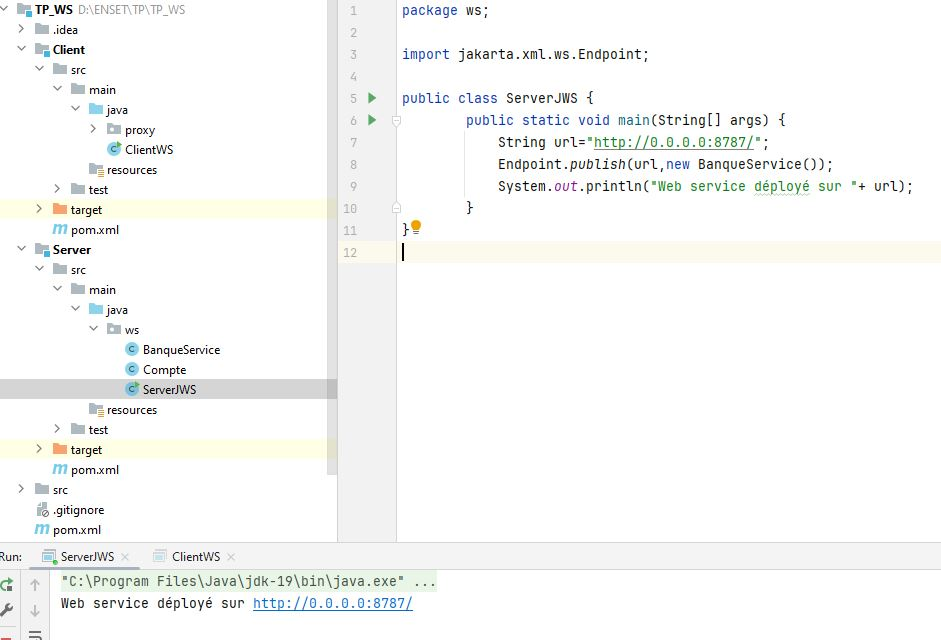 TP_WS D:\ENSET\TP\TP_WS
.idea
Client
src
main
java
proxy
ClientWS
resources
test
target
pom.xml
Server
src
main
java
ws
BanqueService
Compte
ServerJWS
resources
test
target
pom.xml
src
.gitignore
pom.xml
1 package ws;
2
3 import jakarta.xml.ws.Endpoint;
4
5 public class ServerJWS {
6 public static void main(String[] args) {
7 String url="http://0.0.0.0:8787/";
8 Endpoint.publish(url,new BanqueService());
9 System.out.println("Web service déployé sur "+ url);
10 }
11 }
12
Run: ServerJWS ClientWS
"C:\Program Files\Java\jdk-19\bin\java.exe" ...
Web service déployé sur http://0.0.0.0:8787/